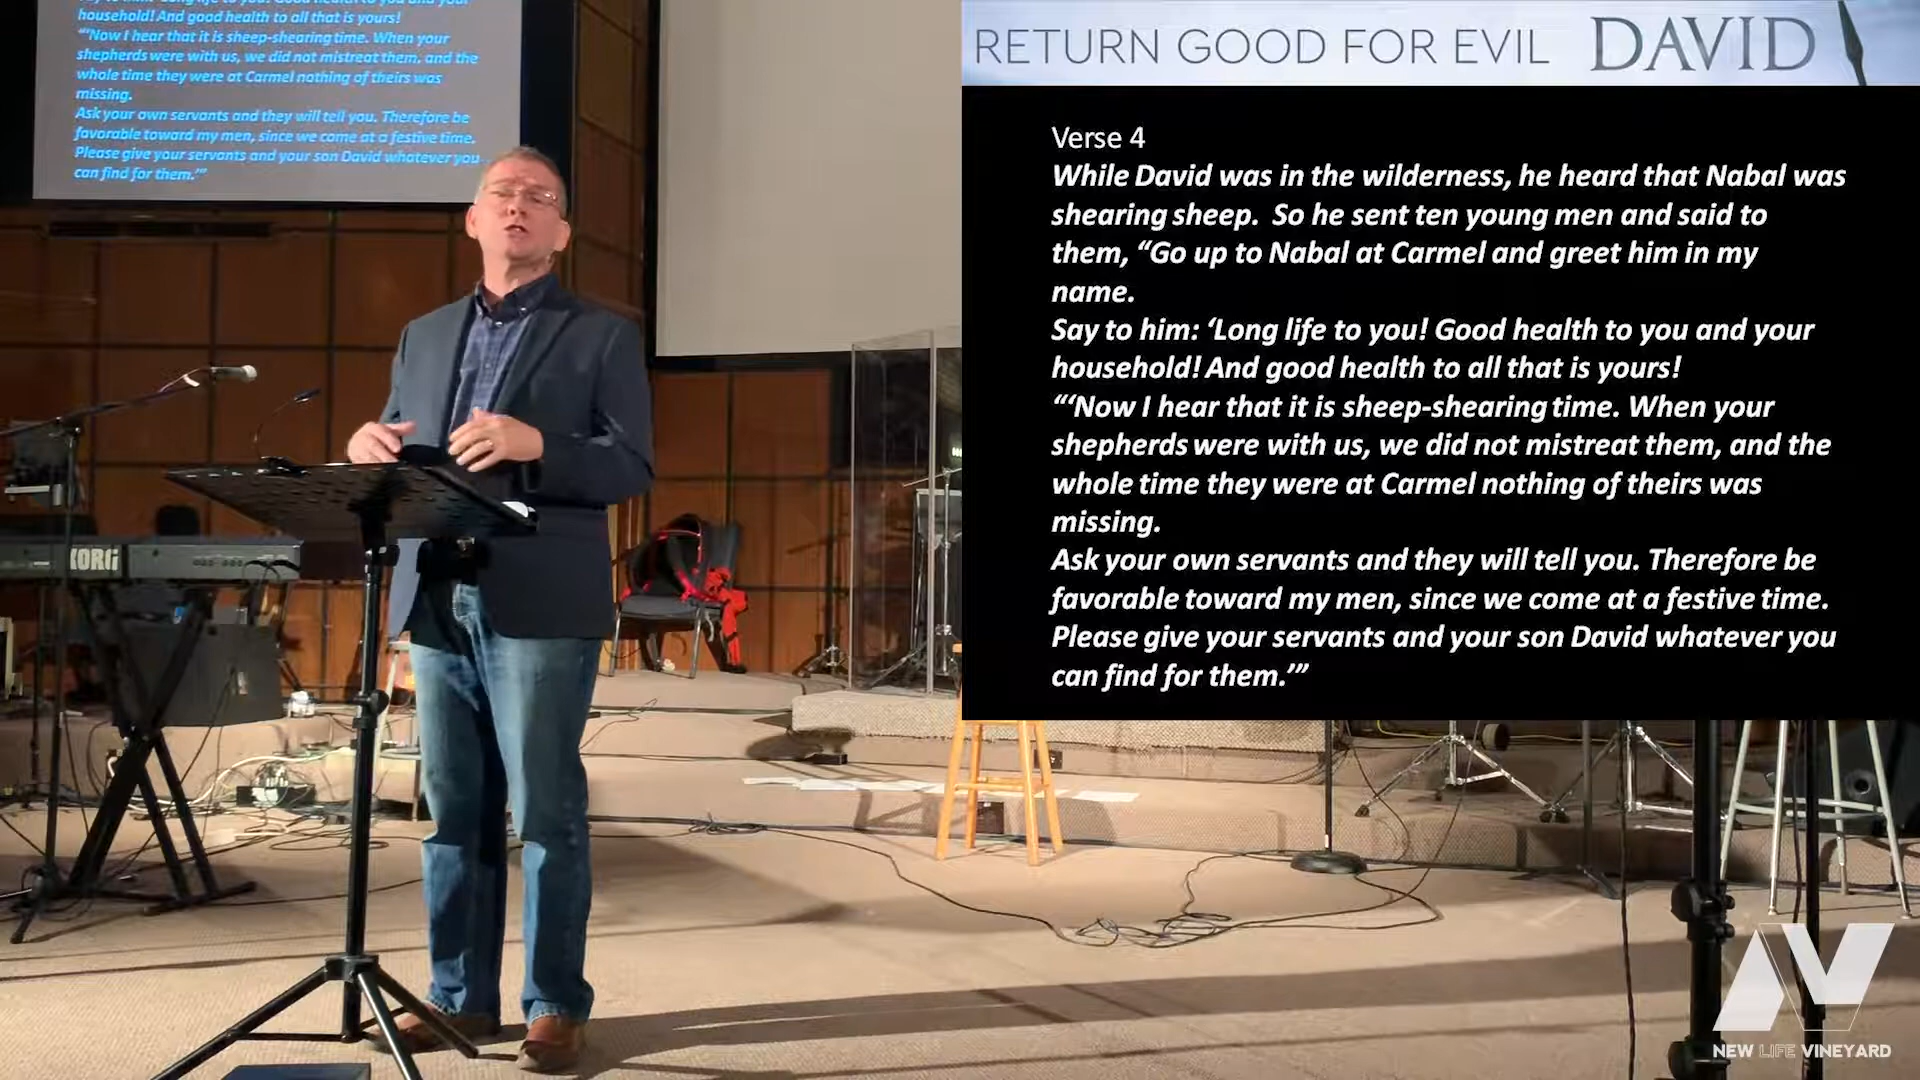 household! And good health to all that is yours!
"'Now I hear that it is sheep-shearing time. When your
shepherds were with us, we did not mistreat them, and the
whole time they were at Carmel nothing of theirs was
missing.
Ask your own servants and they will tell you. Therefore be
favorable toward my men, since we come at a festive time.
Please give your servants and your son David whatever you
can find for them.'"
RETURN GOOD FOR EVIL DAVID
Verse 4
While David was in the wilderness, he heard that Nabal was
shearing sheep.  So he sent ten young men and said to
them, “Go up to Nabal at Carmel and greet him in my
name.
Say to him: ‘Long life to you! Good health to you and your
household! And good health to all that is yours!
“‘Now I hear that it is sheep-shearing time. When your
shepherds were with us, we did not mistreat them, and the
whole time they were at Carmel nothing of theirs was
missing.
Ask your own servants and they will tell you. Therefore be
favorable toward my men, since we come at a festive time.
Please give your servants and your son David whatever you
can find for them.’”
KORG
NEW LIFE VINEYARD